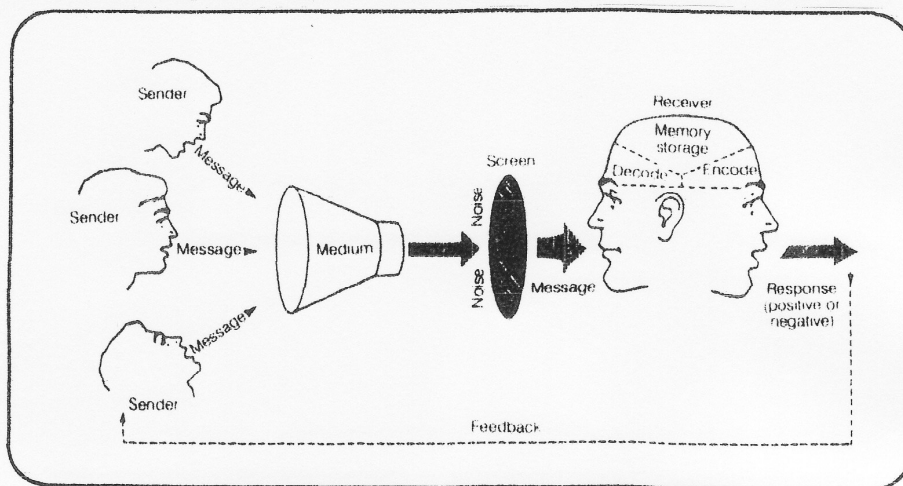 Sender
Message
Sender
Message
Message
Sender
Medium
Screen
Noise
Noise
Message
Receiver
Memory
storage
Decode
Encode
Response
(positive or
negative)
Feedback